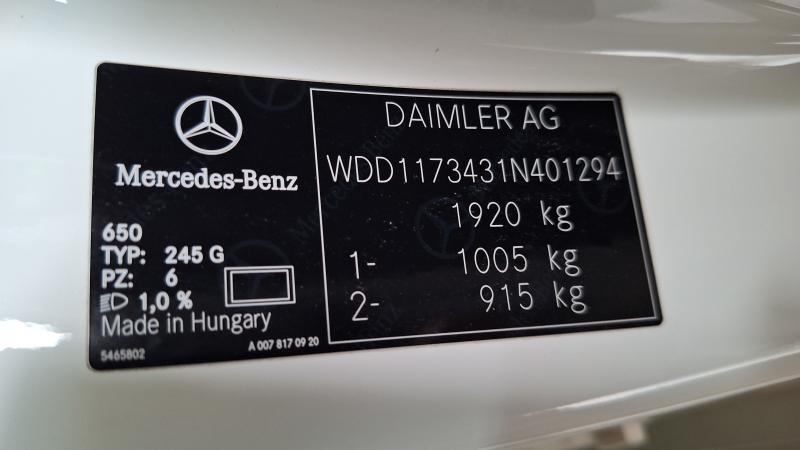 Mercedes-Benz
650
TYP: 245 G
PZ: 6
1,0 %
Made in Hungary
5465802
A 007 817 09 20
DAIMLER AG
WDD1173431N401294
1920 kg
1- 1005 kg
2- 915 kg